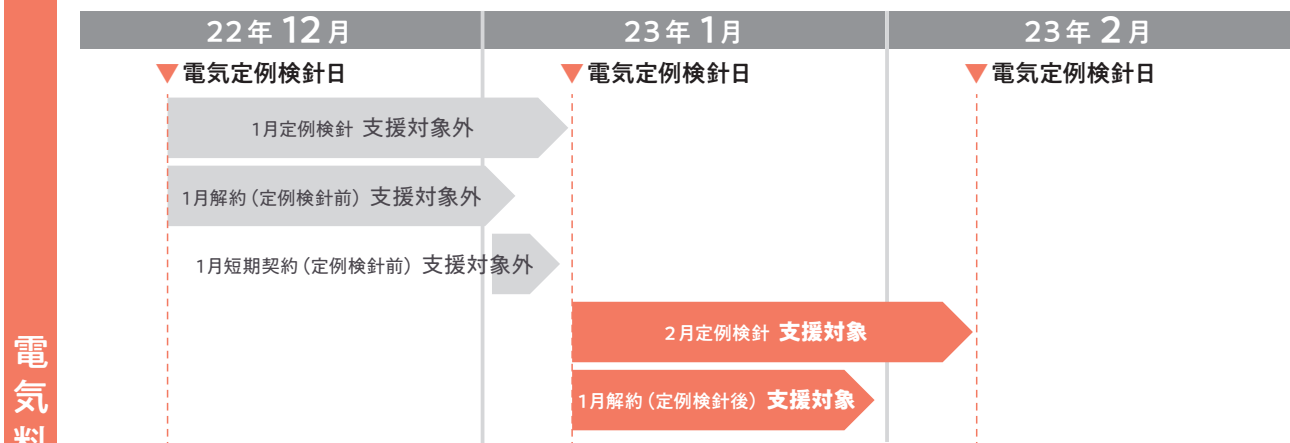 22年 12月
23年 1月
23年 2月
▼電気定例検針日
▼電気定例検針日
▼電気定例検針日
1月定例検針 支援対象外
1月解約(定例検針前) 支援対象外
1月短期契約(定例検針前) 支援対象外
2月定例検針 支援対象
1月解約(定例検針後) 支援対象
電気料